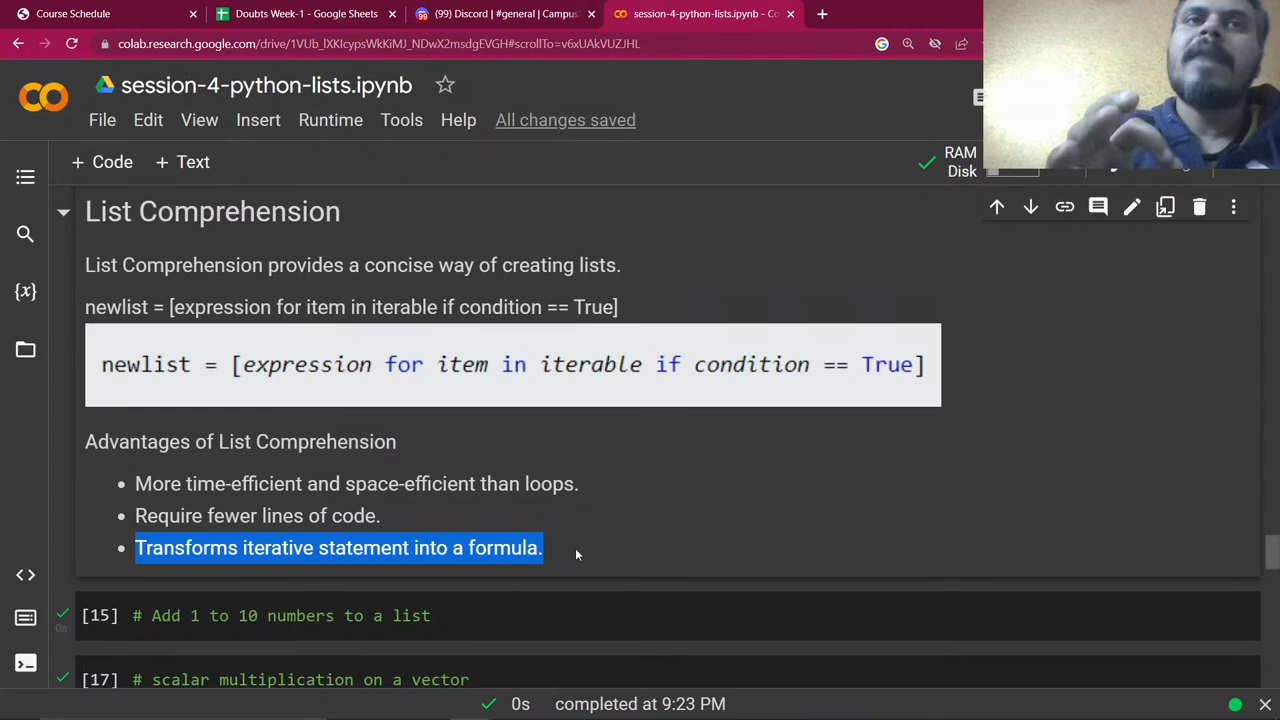 Course Schedule
Doubts Week-1 - Google Sheets
(99) Discord | #general | Campus
session-4-python-lists.ipynb - Co
colab.research.google.com/drive/1VUb_lXKIcypsWkKiMJ_NDwX2msdgEVGH#scrollTo=v6xUAkVUZJHL
session-4-python-lists.ipynb
File Edit View Insert Runtime Tools Help All changes saved
+ Code + Text
RAM
Disk
List Comprehension
List Comprehension provides a concise way of creating lists.
newlist = [expression for item in iterable if condition == True]
newlist = [expression for item in iterable if condition == True]
Advantages of List Comprehension
• More time-efficient and space-efficient than loops.
• Require fewer lines of code.
• Transforms iterative statement into a formula.
[15] # Add 1 to 10 numbers to a list
0s
[17] # scalar multiplication on a vector
0s completed at 9:23 PM